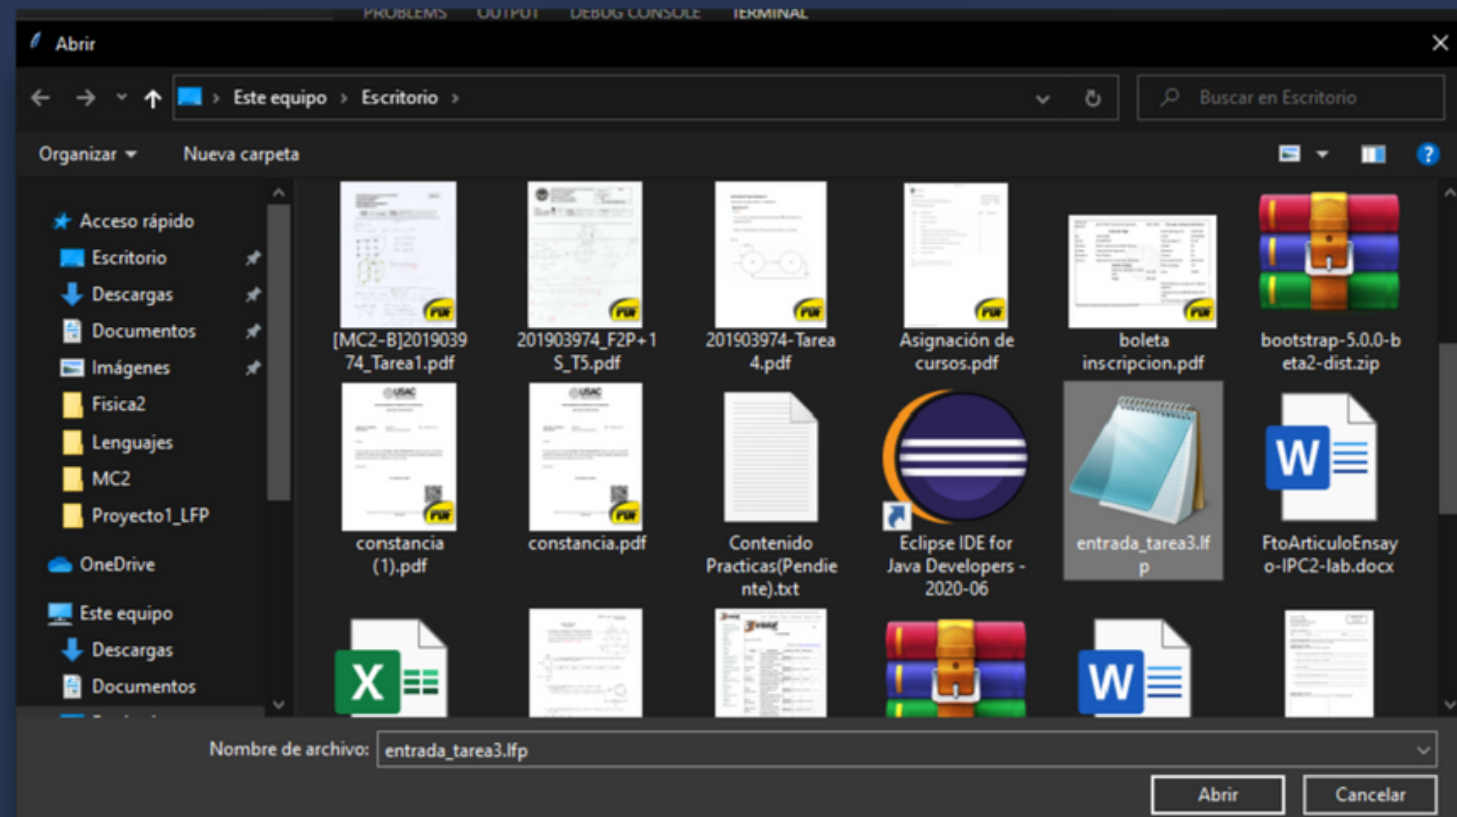 PROBLEMS OUTPUT DEBUG CONSOLE TERMINAL
Abrir
Este equipo > Escritorio >
Buscar en Escritorio
Organizar
Nueva carpeta
Acceso rápido
Escritorio
Descargas
Documentos
Imágenes
Fisica2
Lenguajes
MC2
Proyecto1_LFP
OneDrive
Este equipo
Descargas
Documentos
[MC2-B]2019039
74_Tarea1.pdf
201903974_F2P+1
S_T5.pdf
201903974-Tarea
4.pdf
Asignación de
cursos.pdf
boleta
inscripcion.pdf
bootstrap-5.0.0-b
eta2-dist.zip
constancia
(1).pdf
constancia.pdf
Contenido
Practicas(Pendie
nte).txt
Eclipse IDE for
Java Developers -
2020-06
entrada_tarea3.lf
p
FtoArticuloEnsay
o-IPC2-lab.docx
Nombre de archivo: entrada_tarea3.lfp
Abrir
Cancelar